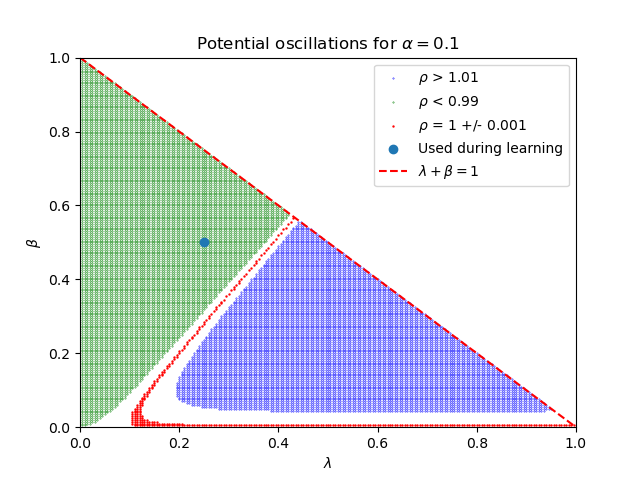 Potential oscillations for α = 0.1
1.0
0.8
0.6
0.4
0.2
0.0
β
ρ > 1.01
ρ < 0.99
ρ = 1 +/- 0.001
Used during learning
λ + β = 1
0.0 0.2 0.4 0.6 0.8 1.0
λ